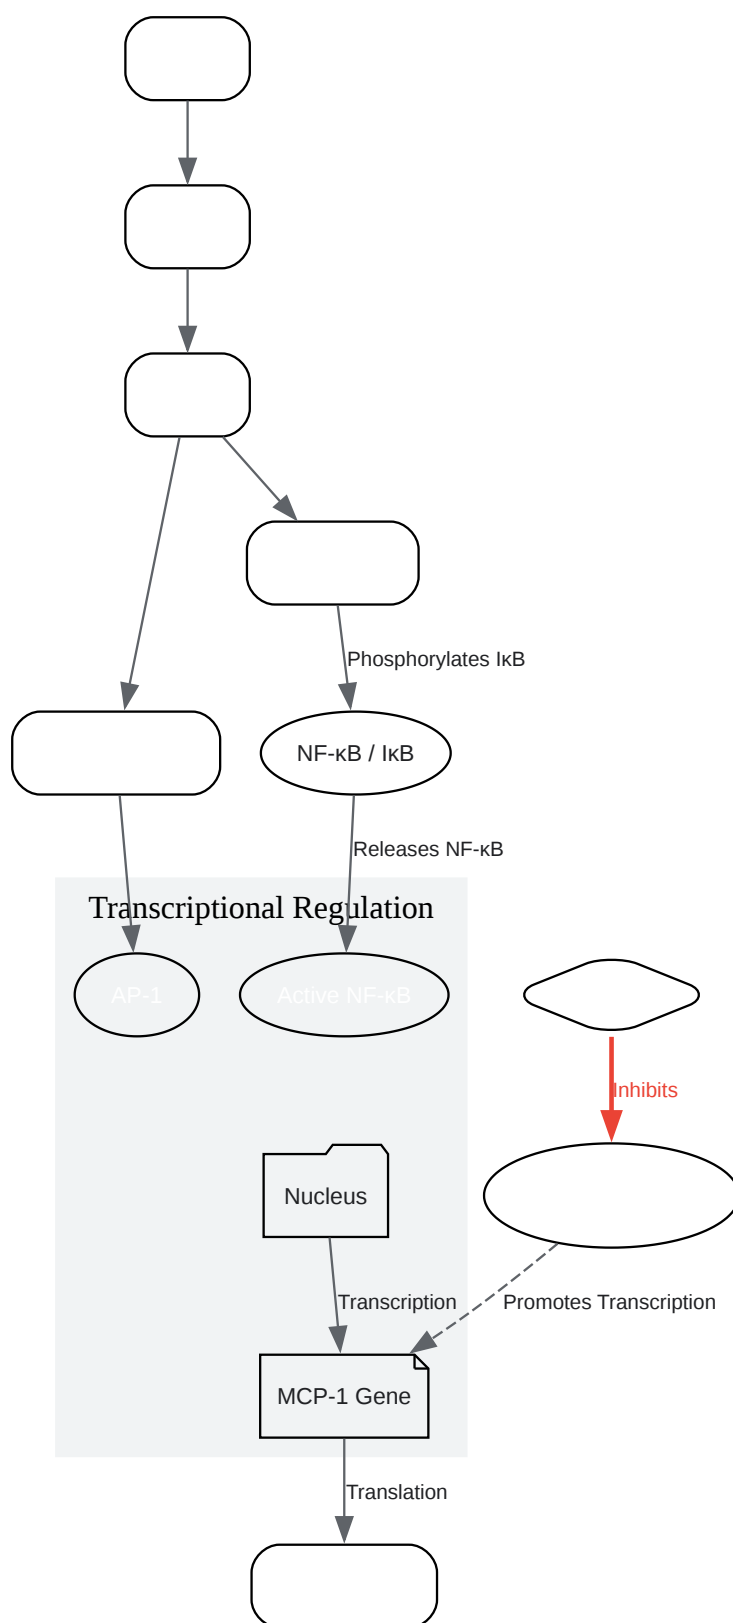 Phosphorylates IκB
NF-κB / IκB
Releases NF-κB
Transcriptional Regulation
AP-1
Active NF-κB
Inhibits
Nucleus
Transcription
Promotes Transcription
MCP-1 Gene
Translation